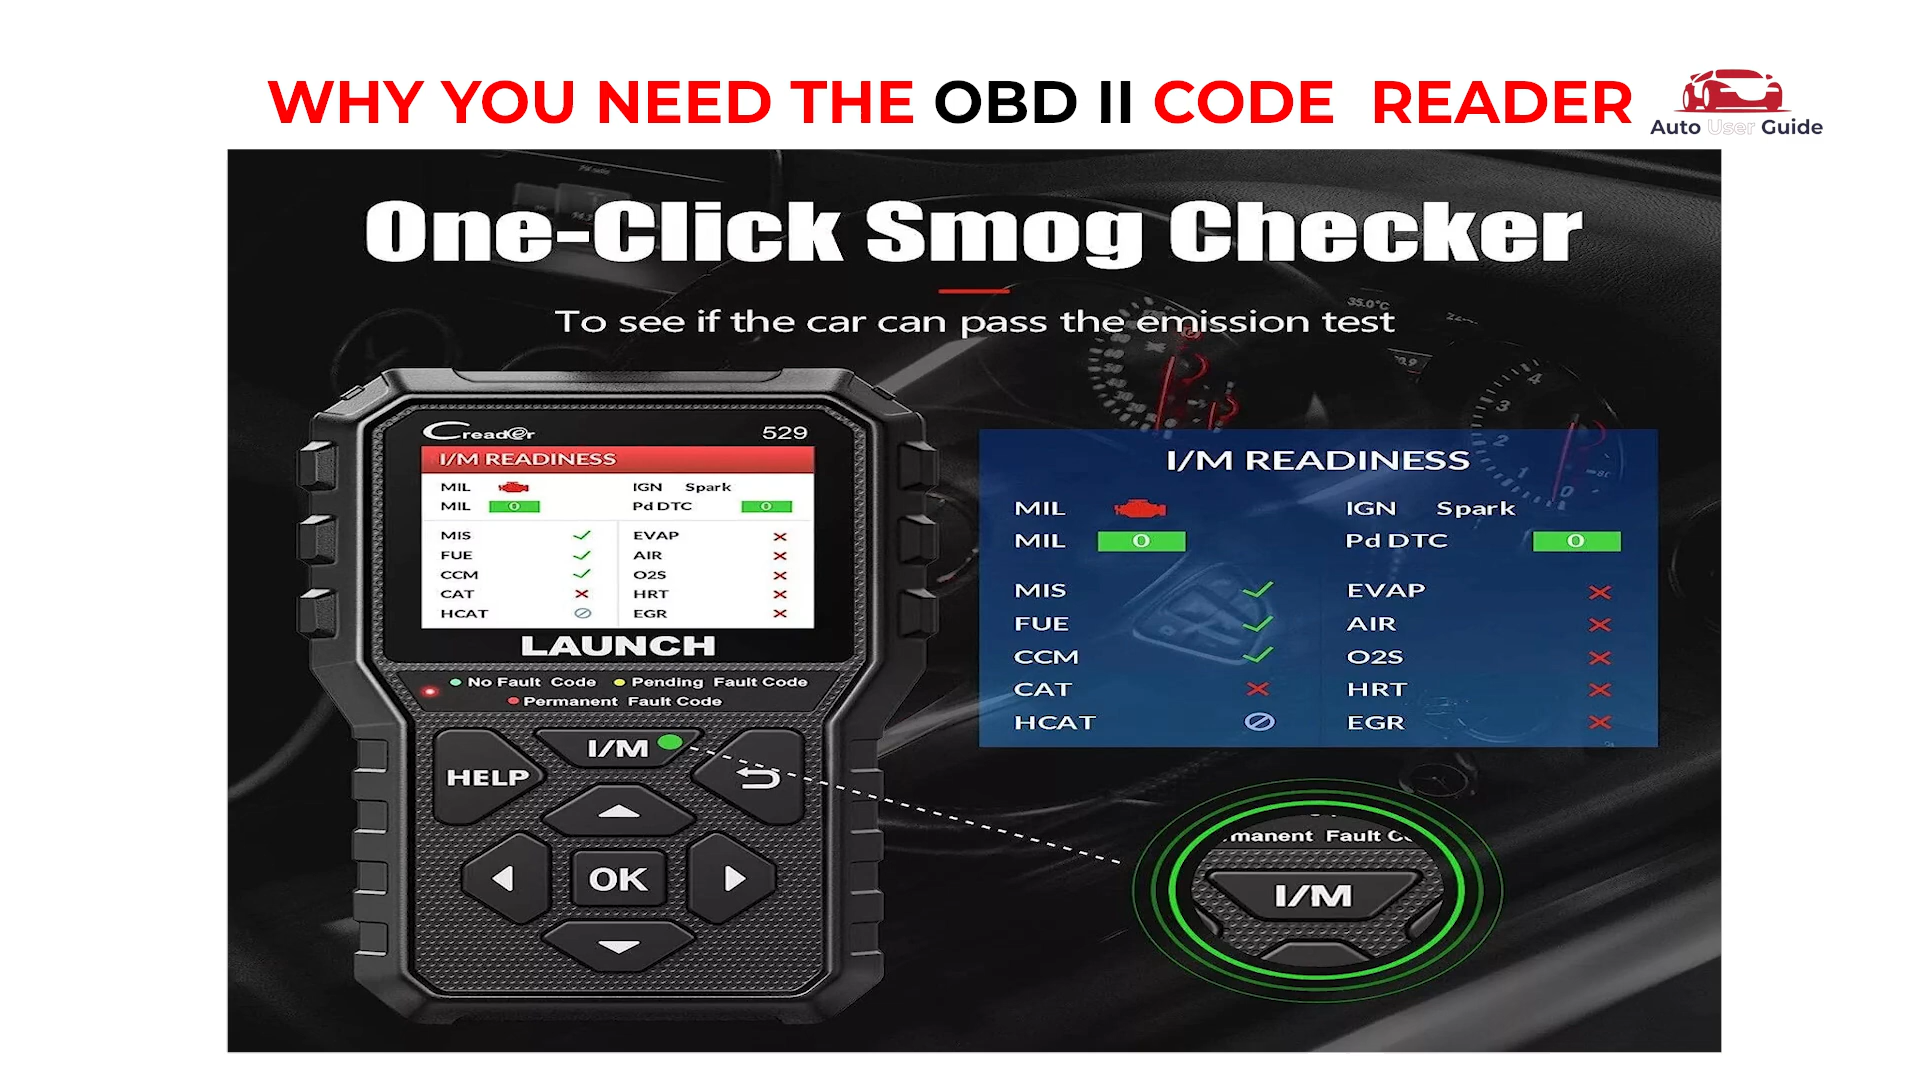 WHY YOU NEED THE OBD II CODE READER
Auto User Guide
One-Click Smog Checker
To see if the car can pass the emission test
35.0°C
Creader 529
I/M READINESS
MIL IGN Spark
MIL 0 Pd DTC 0
MIS EVAP
FUE AIR
CCM O2S
CAT HRT
HCAT EGR
LAUNCH
No Fault Code Pending Fault Code
Permanent Fault Code
I/M
HELP
OK
I/M READINESS
MIL IGN Spark
MIL 0 Pd DTC 0
MIS EVAP
FUE AIR
CCM O2S
CAT HRT
HCAT EGR
manent Fault C
I/M